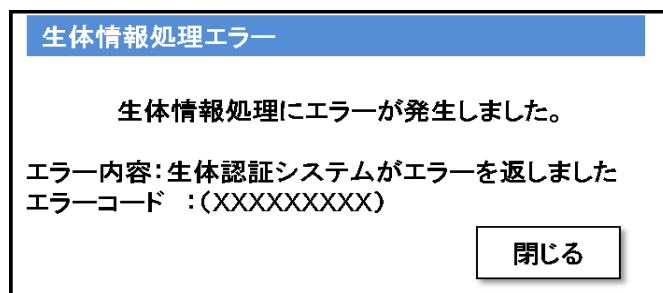 生体情報処理エラー
生体情報処理にエラーが発生しました。
エラー内容：生体認証システムがエラーを返しました
エラーコード ：（XXXXXXXXX）
閉じる